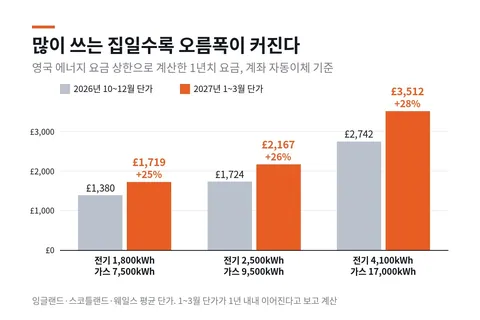 많이 쓰는 집일수록 오름폭이 커진다
영국 에너지 요금 상한으로 계산한 1년치 요금, 계좌 자동이체 기준
2026년 10~12월 단가
2027년 1~3월 단가
£3,000
£2,000
£1,000
£0
£1,380
£1,719
+25%
£1,724
£2,167
+26%
£2,742
£3,512
+28%
전기 1,800kWh
가스 7,500kWh
전기 2,500kWh
가스 9,500kWh
전기 4,100kWh
가스 17,000kWh
잉글랜드·스코틀랜드·웨일스 평균 단가. 1~3월 단가가 1년 내내 이어진다고 보고 계산